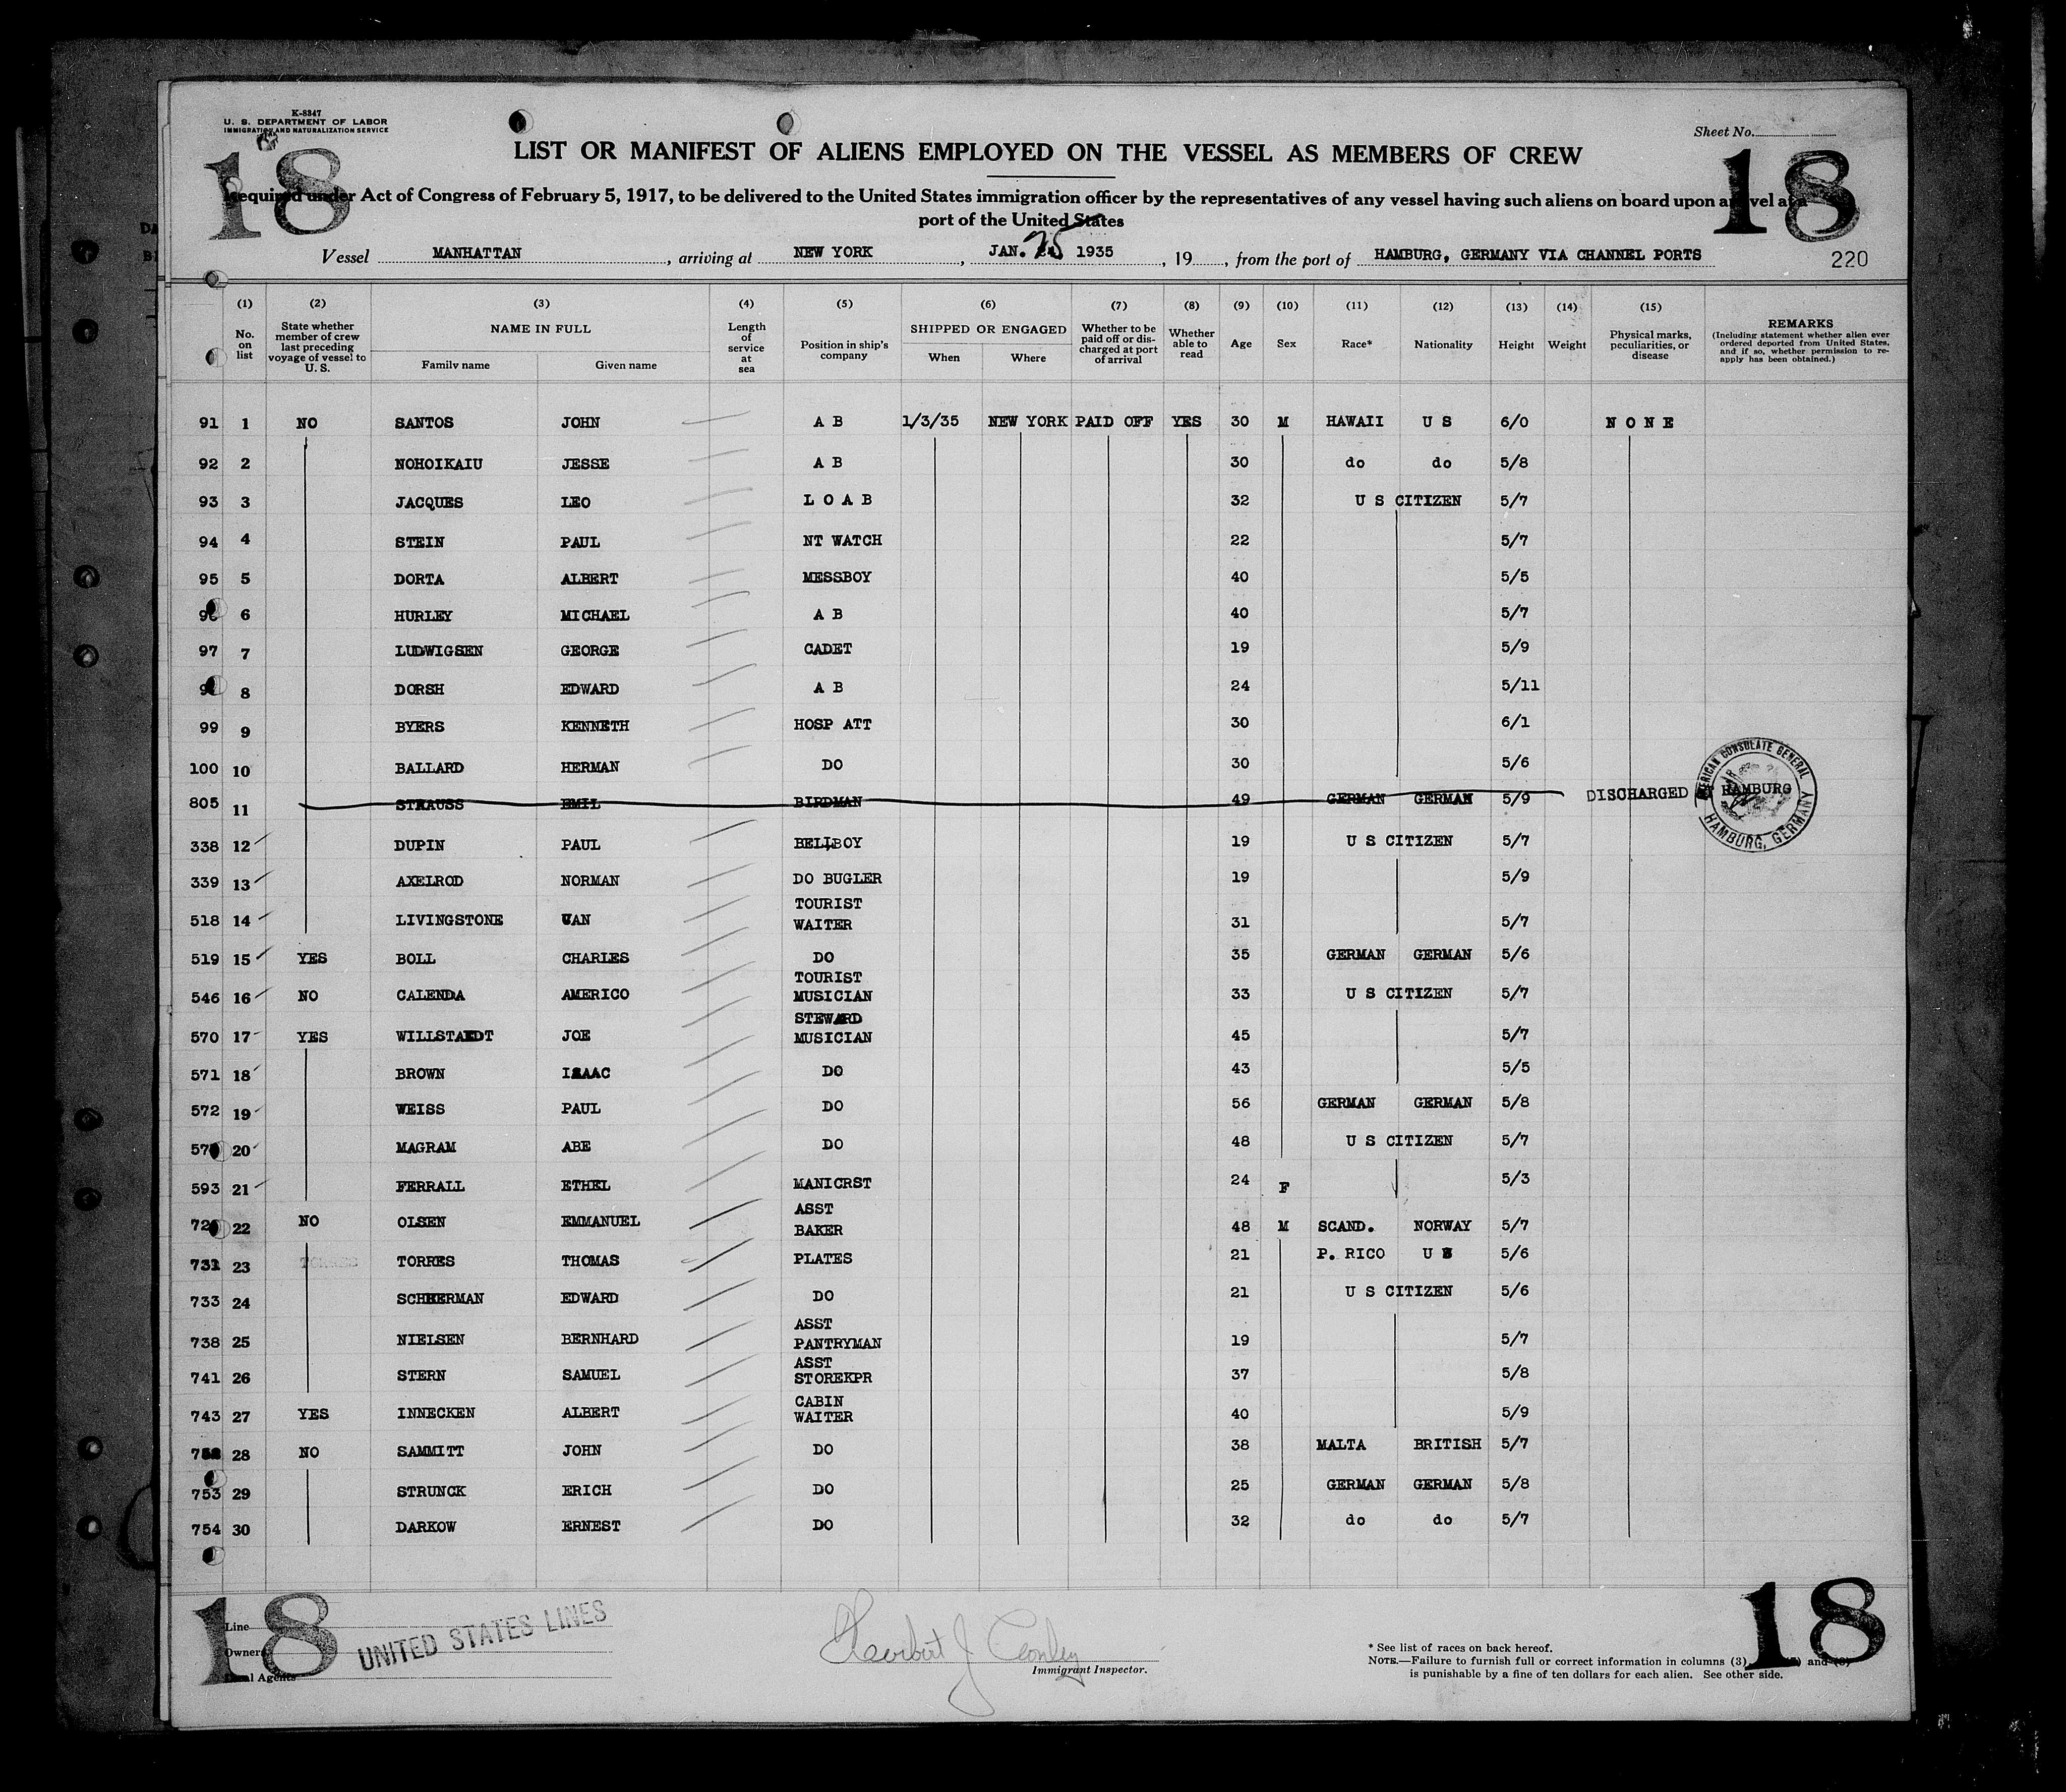 K-8347
U. S. DEPARTMENT OF LABOR
IMMIGRATION AND NATURALIZATION SERVICE
Sheet No.
18 18
LIST OR MANIFEST OF ALIENS EMPLOYED ON THE VESSEL AS MEMBERS OF CREW
Required under Act of Congress of February 5, 1917, to be delivered to the United States immigration officer by the representatives of any vessel having such aliens on board upon arrival at a
port of the United States
Vessel MANHATTAN, arriving at NEW YORK, JAN. 25 1935, 19, from the port of HAMBURG, GERMANY VIA CHANNEL PORTS 220
(1) (2) (3) (4) (5) (6) (7) (8) (9) (10) (11) (12) (13) (14) (15)
No. on list
State whether member of crew last preceding voyage of vessel to U. S.
NAME IN FULL
Family name Given name
Length of service at sea
Position in ship's company
SHIPPED OR ENGAGED
When Where
Whether to be paid off or discharged at port of arrival
Whether able to read
Age
Sex
Race*
Nationality
Height
Weight
Physical marks, peculiarities, or disease
REMARKS
(Including statement whether alien ever ordered deported from United States, and if so, whether permission to reapply has been obtained.)
91 1 NO SANTOS JOHN A B 1/3/35 NEW YORK PAID OFF YES 30 M HAWAII U S 6/0 N O N E
92 2 NOHOIKAIU JESSE A B 30 do do 5/8
93 3 JACQUES LEO L O A B 32 U S CITIZEN 5/7
94 4 STEIN PAUL NT WATCH 22 5/7
95 5 DORTA ALBERT MESSBOY 40 5/5
6 HURLEY MICHAEL A B 40 5/7
97 7 LUDWIGSEN GEORGE CADET 19 5/9
8 DORSH EDWARD A B 24 5/11
99 9 BYERS KENNETH HOSP ATT 30 6/1
100 10 BALLARD HERMAN DO 30 5/6
805 11 STRAUSS EMIL BIRDMAN 49 GERMAN GERMAN 5/9 DISCHARGED HAMBURG
AMERICAN CONSULATE GENERAL
HAMBURG, GERMANY
338 12 DUPIN PAUL BELLBOY 19 U S CITIZEN 5/7
339 13 AXELROD NORMAN DO BUGLER 19 5/9
518 14 LIVINGSTONE VAN TOURIST WAITER 31 5/7
519 15 YES BOLL CHARLES DO 35 GERMAN GERMAN 5/6
546 16 NO CALENDA AMERICO TOURIST MUSICIAN 33 U S CITIZEN 5/7
570 17 YES WILLSTAEDT JOE STEWARD MUSICIAN 45 5/7
571 18 BROWN ISAAC DO 43 5/5
572 19 WEISS PAUL DO 56 GERMAN GERMAN 5/8
20 MAGRAM ABE DO 48 U S CITIZEN 5/7
593 21 FERRALL ETHEL MANICRST 24 F 5/3
22 NO OLSEN EMMANUEL ASST BAKER 48 M SCAND. NORWAY 5/7
731 23 TORRES THOMAS PLATES 21 P. RICO U S 5/6
733 24 SCHEERMAN EDWARD DO 21 U S CITIZEN 5/6
738 25 NIELSEN BERNHARD ASST PANTRYMAN 19 5/7
741 26 STERN SAMUEL ASST STOREKPR 37 5/8
743 27 YES INNECKEN ALBERT CABIN WAITER 40 5/9
28 NO SAMMITT JOHN DO 38 MALTA BRITISH 5/7
753 29 STRUNCK ERICH DO 25 GERMAN GERMAN 5/8
754 30 DARKOW ERNEST DO 32 do do 5/7
18 18
Line
Owners
Local Agents
UNITED STATES LINES
Herbert J Conley
Immigrant Inspector.
* See list of races on back hereof.
NOTE.—Failure to furnish full or correct information in columns (3), and
is punishable by a fine of ten dollars for each alien. See other side.